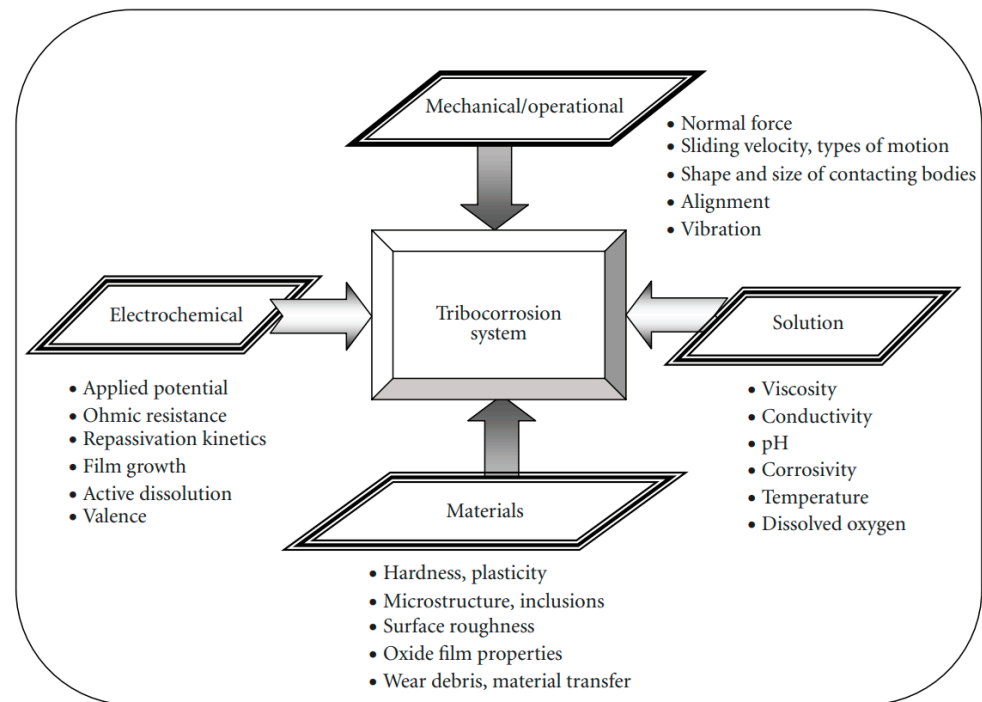 Mechanical/operational
• Normal force
• Sliding velocity, types of motion
• Shape and size of contacting bodies
• Alignment
• Vibration
Electrochemical
• Applied potential
• Ohmic resistance
• Repassivation kinetics
• Film growth
• Active dissolution
• Valence
Tribocorrosion
system
Solution
• Viscosity
• Conductivity
• pH
• Corrosivity
• Temperature
• Dissolved oxygen
Materials
• Hardness, plasticity
• Microstructure, inclusions
• Surface roughness
• Oxide film properties
• Wear debris, material transfer